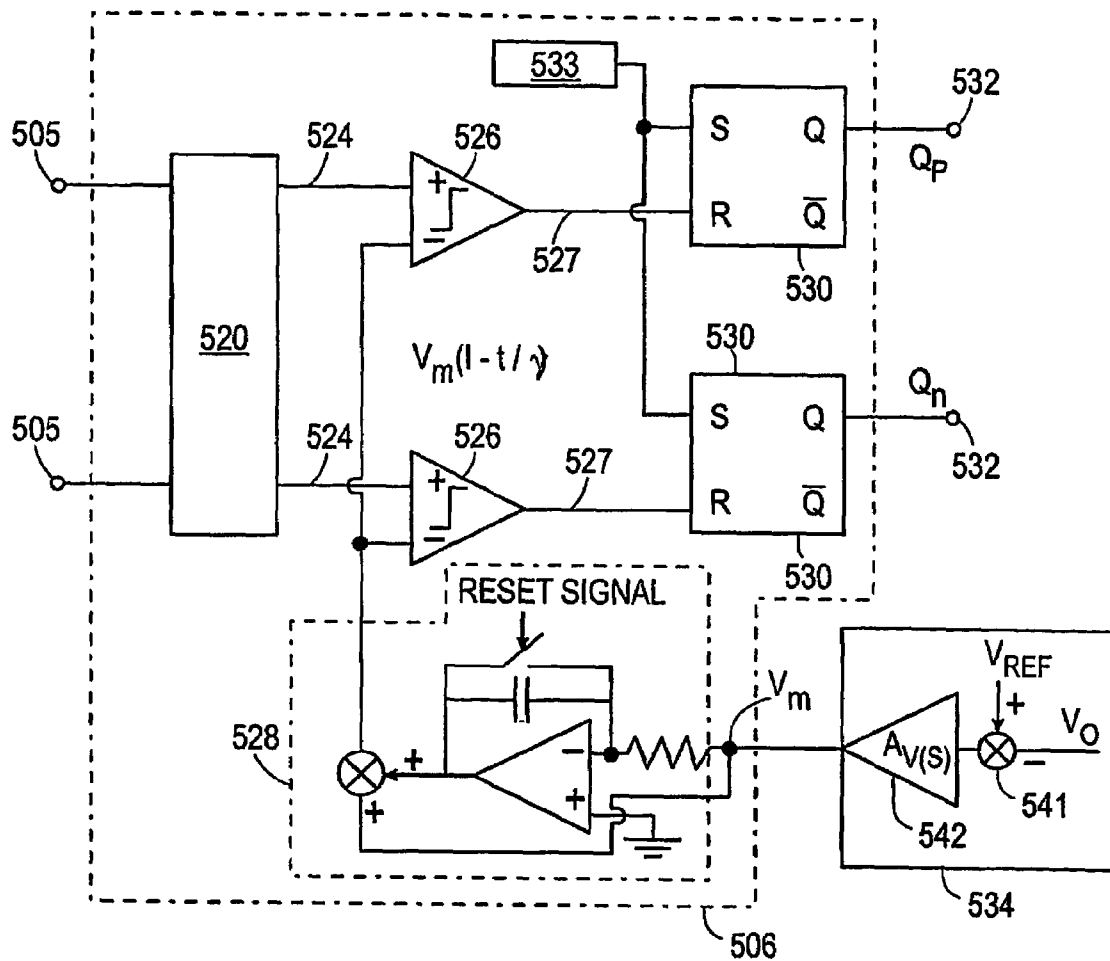 533
532
505
524
526
S
Q
Q_P
R
Q̅
+
−
527
530
520
V_m(1 - t / γ)
530
Q_n
505
524
526
S
Q
532
+
−
527
R
Q̅
530
RESET SIGNAL
V_m
V_REF
+
V_O
528
−
A_V(S)
−
+
+
+
541
542
534
506